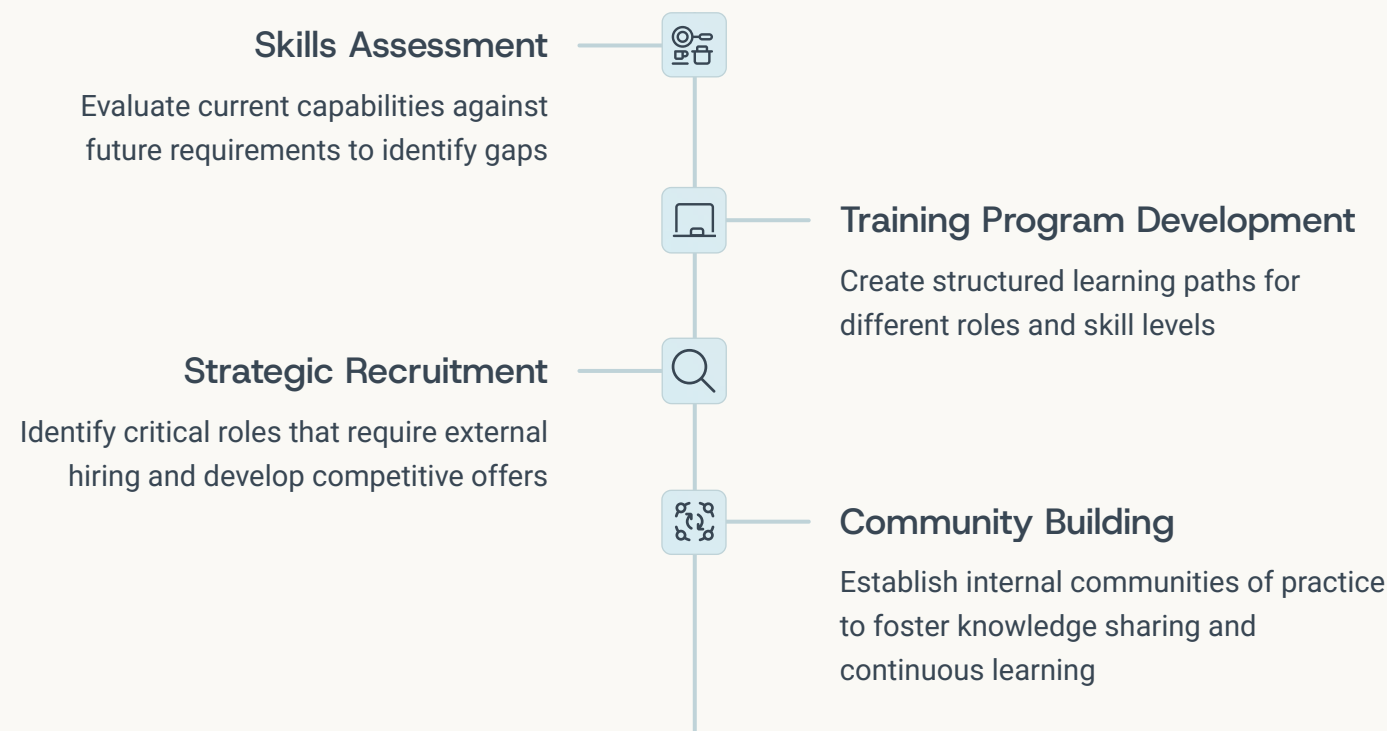 Skills Assessment
Evaluate current capabilities against
future requirements to identify gaps
Training Program Development
Create structured learning paths for
different roles and skill levels
Strategic Recruitment
Identify critical roles that require external
hiring and develop competitive offers
Community Building
Establish internal communities of practice
to foster knowledge sharing and
continuous learning